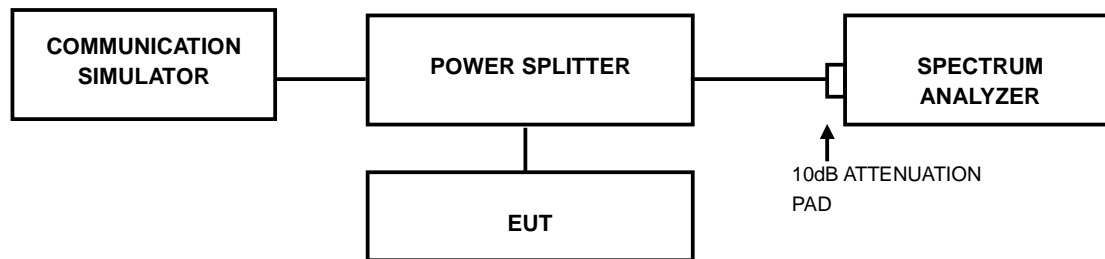 COMMUNICATION
SIMULATOR
POWER SPLITTER
SPECTRUM
ANALYZER
10dB ATTENUATION
PAD
EUT